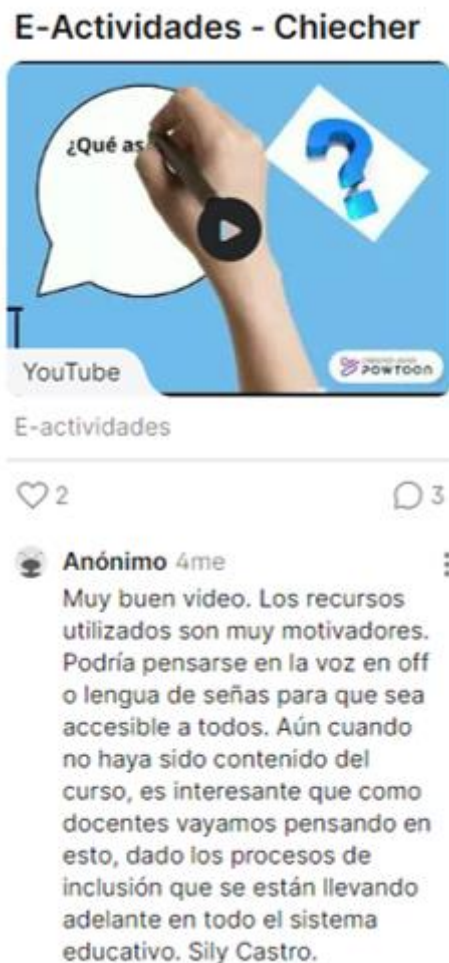 E-Actividades - Chiecher
¿Qué as
YouTube
POWTOON
E-actividades
2
3
Anónimo 4me
Muy buen video. Los recursos
utilizados son muy motivadores.
Podría pensarse en la voz en off
o lengua de señas para que sea
accesible a todos. Aún cuando
no haya sido contenido del
curso, es interesante que como
docentes vayamos pensando en
esto, dado los procesos de
inclusión que se están llevando
adelante en todo el sistema
educativo. Sily Castro.